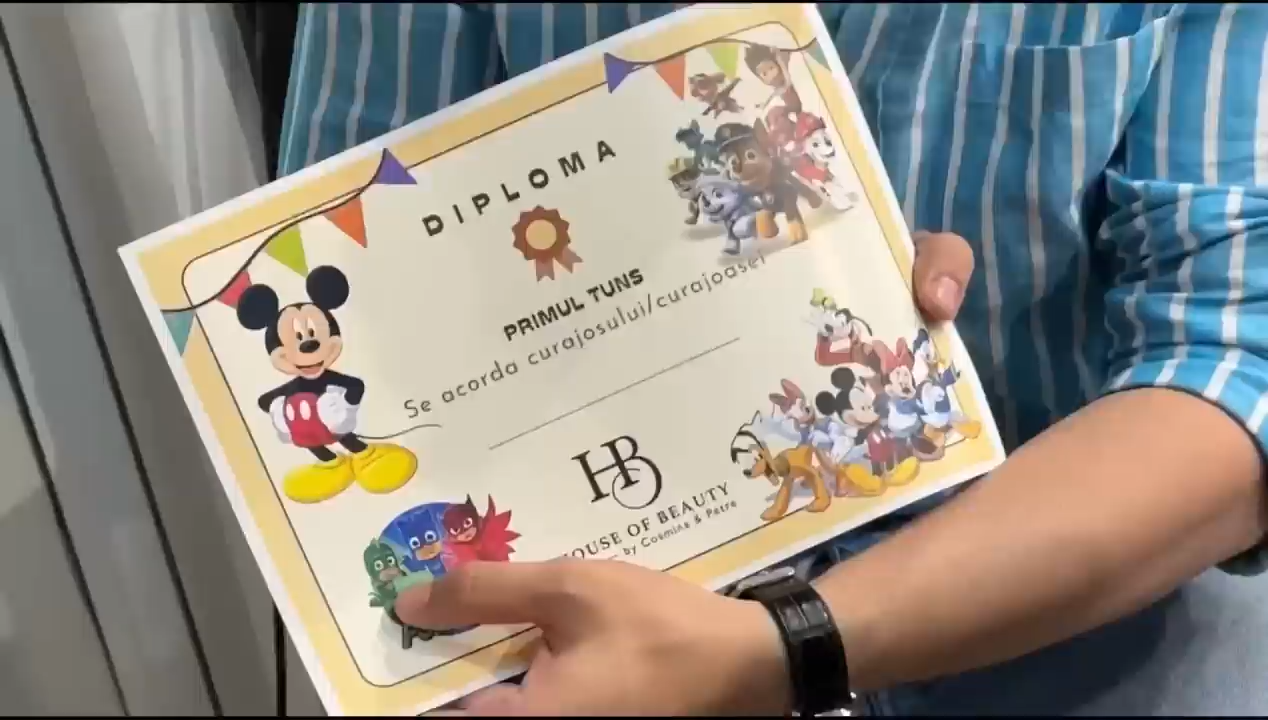 DIPLOMA
PRIMUL TUNS
Se acorda curajosului/curajoasei
HB
HOUSE OF BEAUTY
by Cosmina & Petre